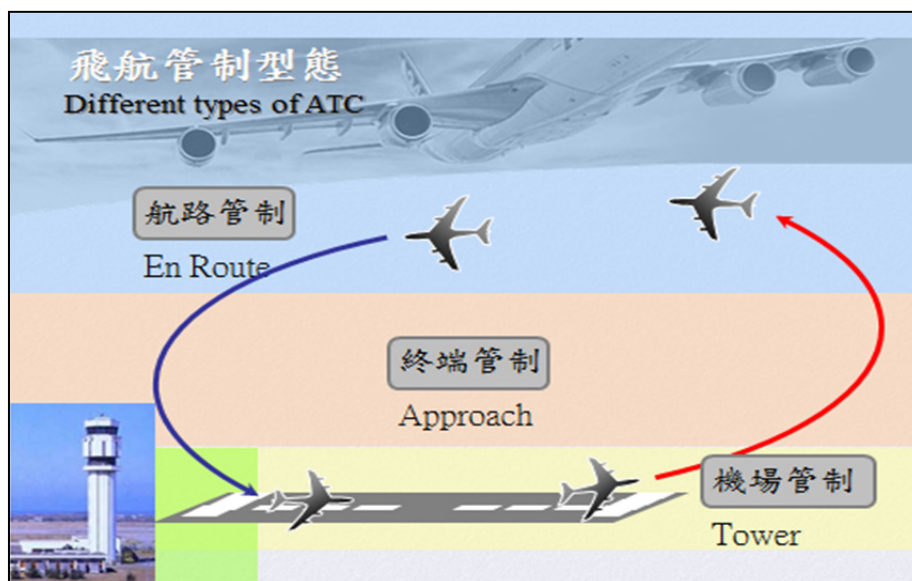 飛航管制型態
Different types of ATC
航路管制
En Route
終端管制
Approach
機場管制
Tower